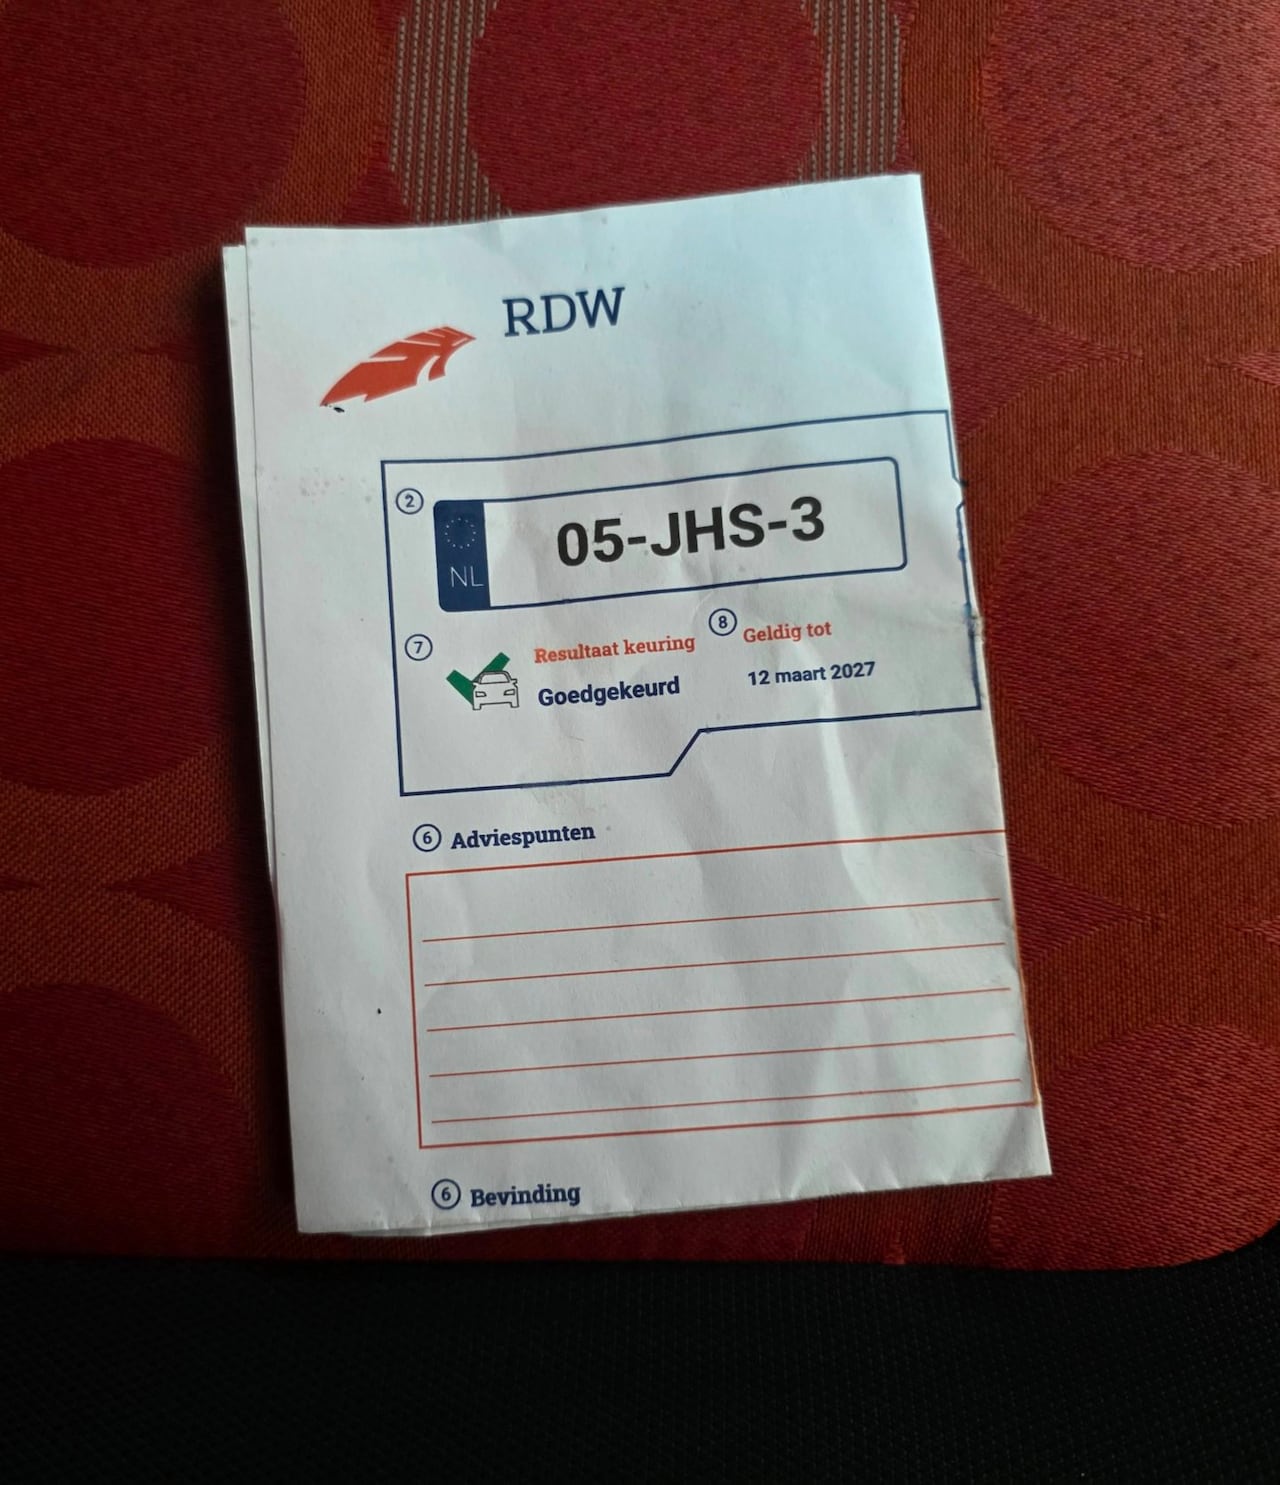 RDW
2
NL
05-JHS-3
7
Resultaat keuring
8
Geldig tot
Goedgekeurd
12 maart 2027
6 Adviespunten
6 Bevinding